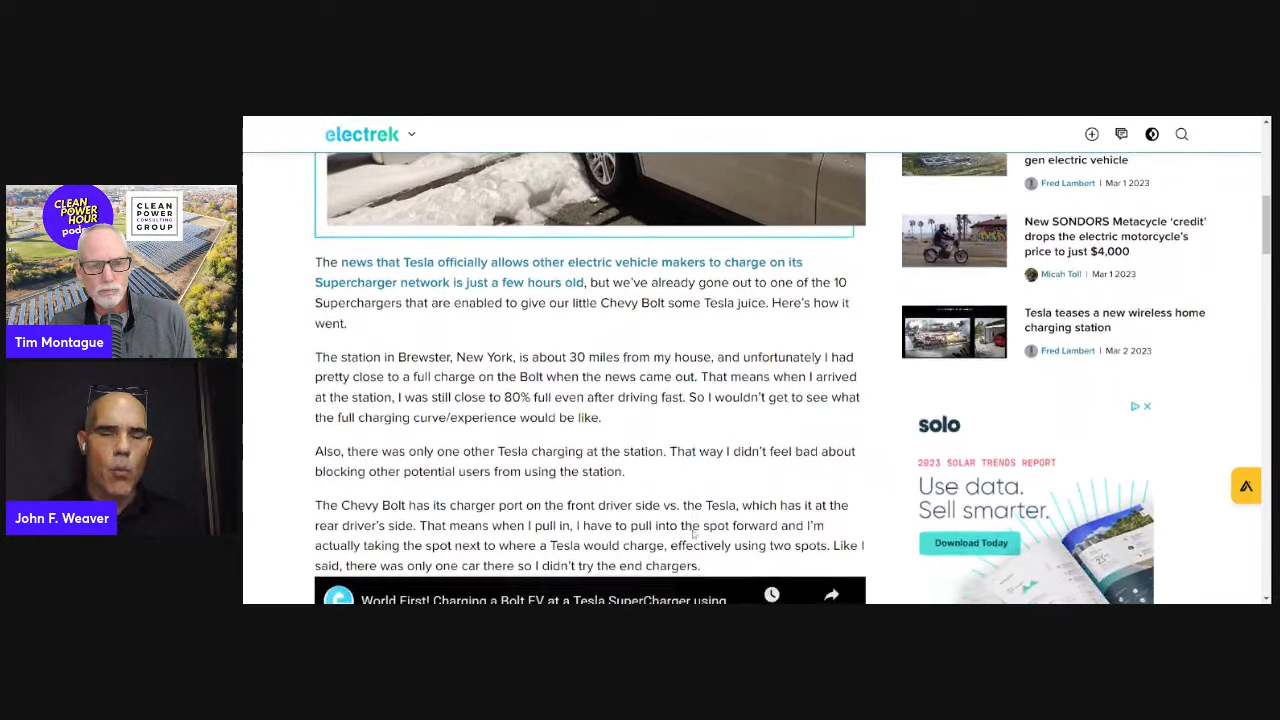 CLEAN
POWER
HOUR
CLEAN
POWER
CONSULTING
GROUP
Tim Montague
John F. Weaver
electrek
The news that Tesla officially allows other electric vehicle makers to charge on its
Supercharger network is just a few hours old, but we've already gone out to one of the 10
Superchargers that are enabled to give our little Chevy Bolt some Tesla juice. Here's how it
went.
The station in Brewster, New York, is about 30 miles from my house, and unfortunately I had
pretty close to a full charge on the Bolt when the news came out. That means when I arrived
at the station, I was still close to 80% full even after driving fast. So I wouldn't get to see what
the full charging curve/experience would be like.
Also, there was only one other Tesla charging at the station. That way I didn't feel bad about
blocking other potential users from using the station.
The Chevy Bolt has its charger port on the front driver side vs. the Tesla, which has it at the
rear driver's side. That means when I pull in, I have to pull into the spot forward and I'm
actually taking the spot next to where a Tesla would charge, effectively using two spots. Like I
said, there was only one car there so I didn't try the end chargers.
World First! Charging a Bolt EV at a Tesla SuperCharger using
gen electric vehicle
Fred Lambert | Mar 1 2023
New SONDORS Metacycle 'credit'
drops the electric motorcycle's
price to just $4,000
Micah Toll | Mar 1 2023
Tesla teases a new wireless home
charging station
Fred Lambert | Mar 2 2023
solo
2023 SOLAR TRENDS REPORT
Use data.
Sell smarter.
Download Today